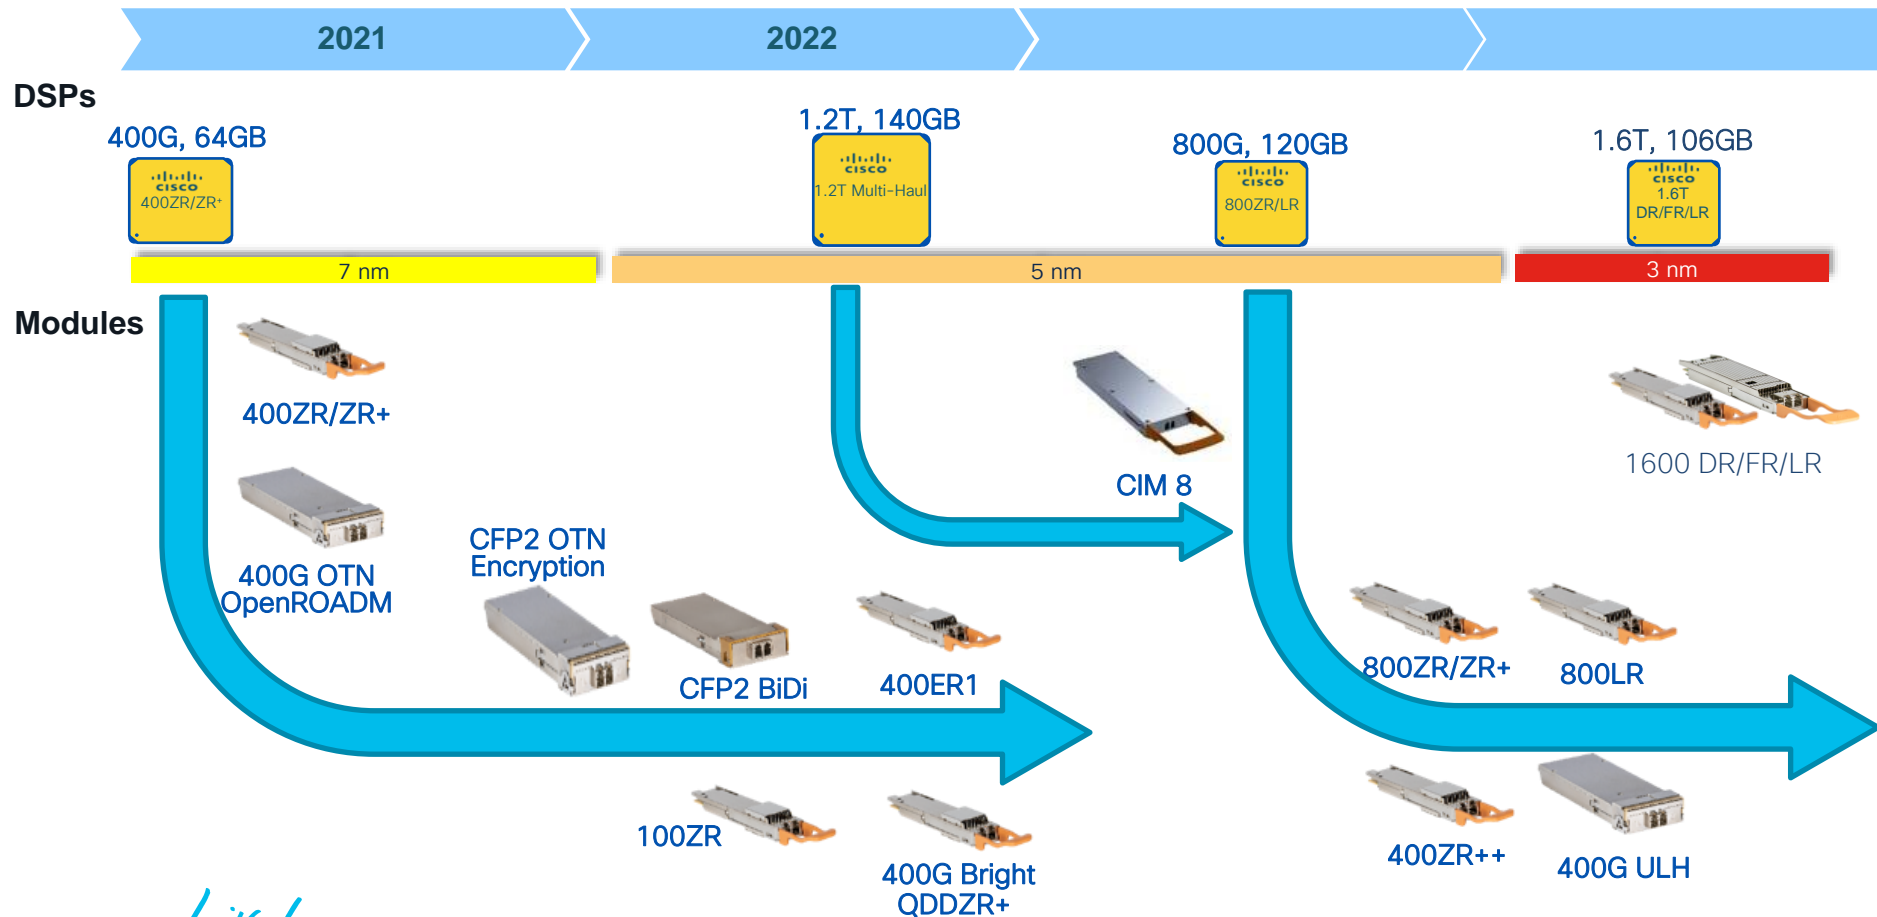 2021
2022
DSPs
400G, 64GB
1.2T, 140GB
800G, 120GB
1.6T, 106GB
CISCO
400ZR/ZR+
CISCO
1.2T Multi-Haul
CISCO
800ZR/LR
CISCO
1.6T
DR/FR/LR
7 nm
5 nm
3 nm
Modules
400ZR/ZR+
CIM 8
1600 DR/FR/LR
400G OTN
OpenROADM
CFP2 OTN
Encryption
CFP2 BiDi
400ER1
800ZR/ZR+
800LR
100ZR
400G Bright
QDDZR+
400ZR++
400G ULH